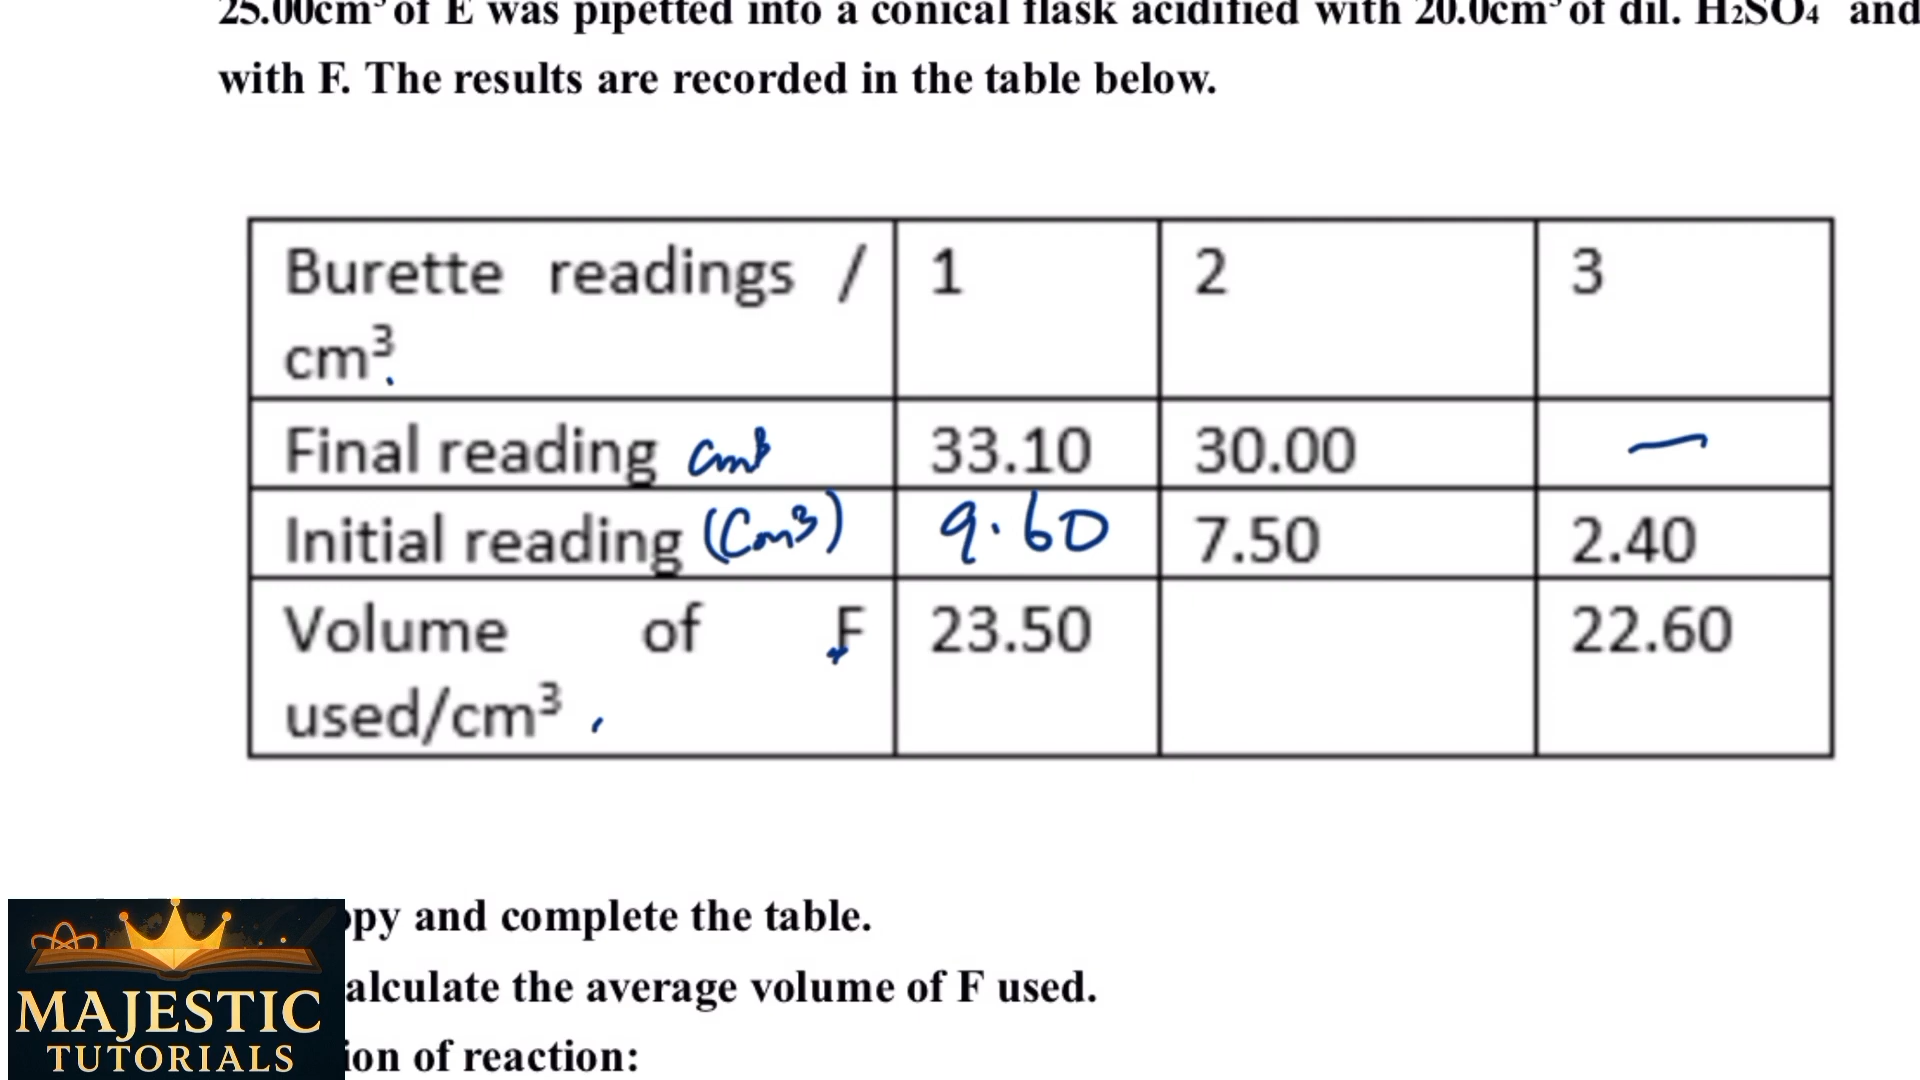 25.00cm³ of E was pipetted into a conical flask acidified with 20.0cm³ of dil. H₂SO₄ and
with F. The results are recorded in the table below.
Burette readings / 1 2 3
cm³
Final reading cm³ 33.10 30.00 —
Initial reading (Cm³) 9.60 7.50 2.40
Volume of F 23.50 22.60
used/cm³
opy and complete the table.
alculate the average volume of F used.
ion of reaction:
MAJESTIC
TUTORIALS